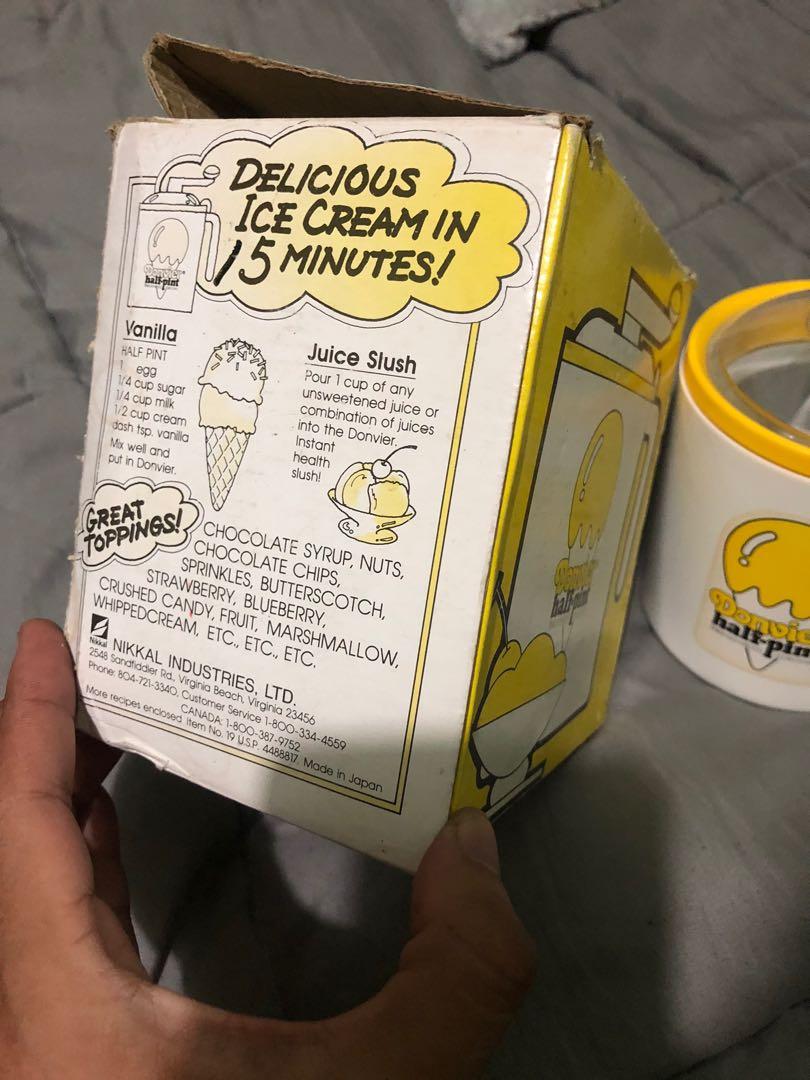 DELICIOUS
ICE CREAM IN
15 MINUTES!
Donvier
half-pint
Vanilla
HALF PINT
1 egg
1/4 cup sugar
1/4 cup milk
1/2 cup cream
dash tsp. vanilla
Mix well and
put in Donvier.
Juice Slush
Pour 1 cup of any
unsweetened juice or
combination of juices
into the Donvier.
Instant
health
slush!
GREAT
TOPPINGS!
CHOCOLATE SYRUP, NUTS,
CHOCOLATE CHIPS,
SPRINKLES, BUTTERSCOTCH,
STRAWBERRY, BLUEBERRY,
CRUSHED CANDY, FRUIT, MARSHMALLOW,
WHIPPEDCREAM, ETC., ETC., ETC.
Nikkal
NIKKAL INDUSTRIES, LTD.
2548 Sandfiddler Rd., Virginia Beach, Virginia 23456
Phone: 804-721-3340, Customer Service 1-800-334-4559
CANADA: 1-800-387-9752
More recipes enclosed. Item No. 19 U.S.P. 4488817. Made in Japan
Donvier
half-pint
Donvier
half-pin